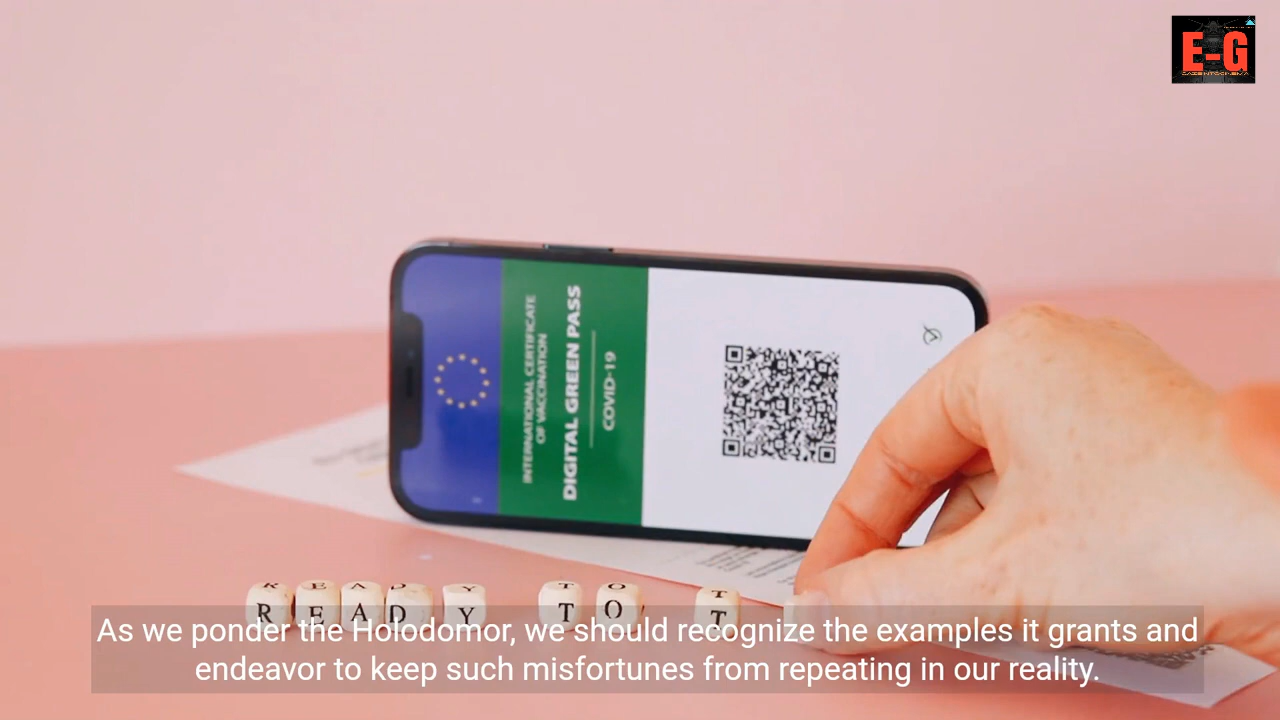 E-G
INTERNATIONAL CERTIFICATE
OF VACCINATION
DIGITAL GREEN PASS
COVID-19
READY TO T
As we ponder the Holodomor, we should recognize the examples it grants and
endeavor to keep such misfortunes from repeating in our reality.